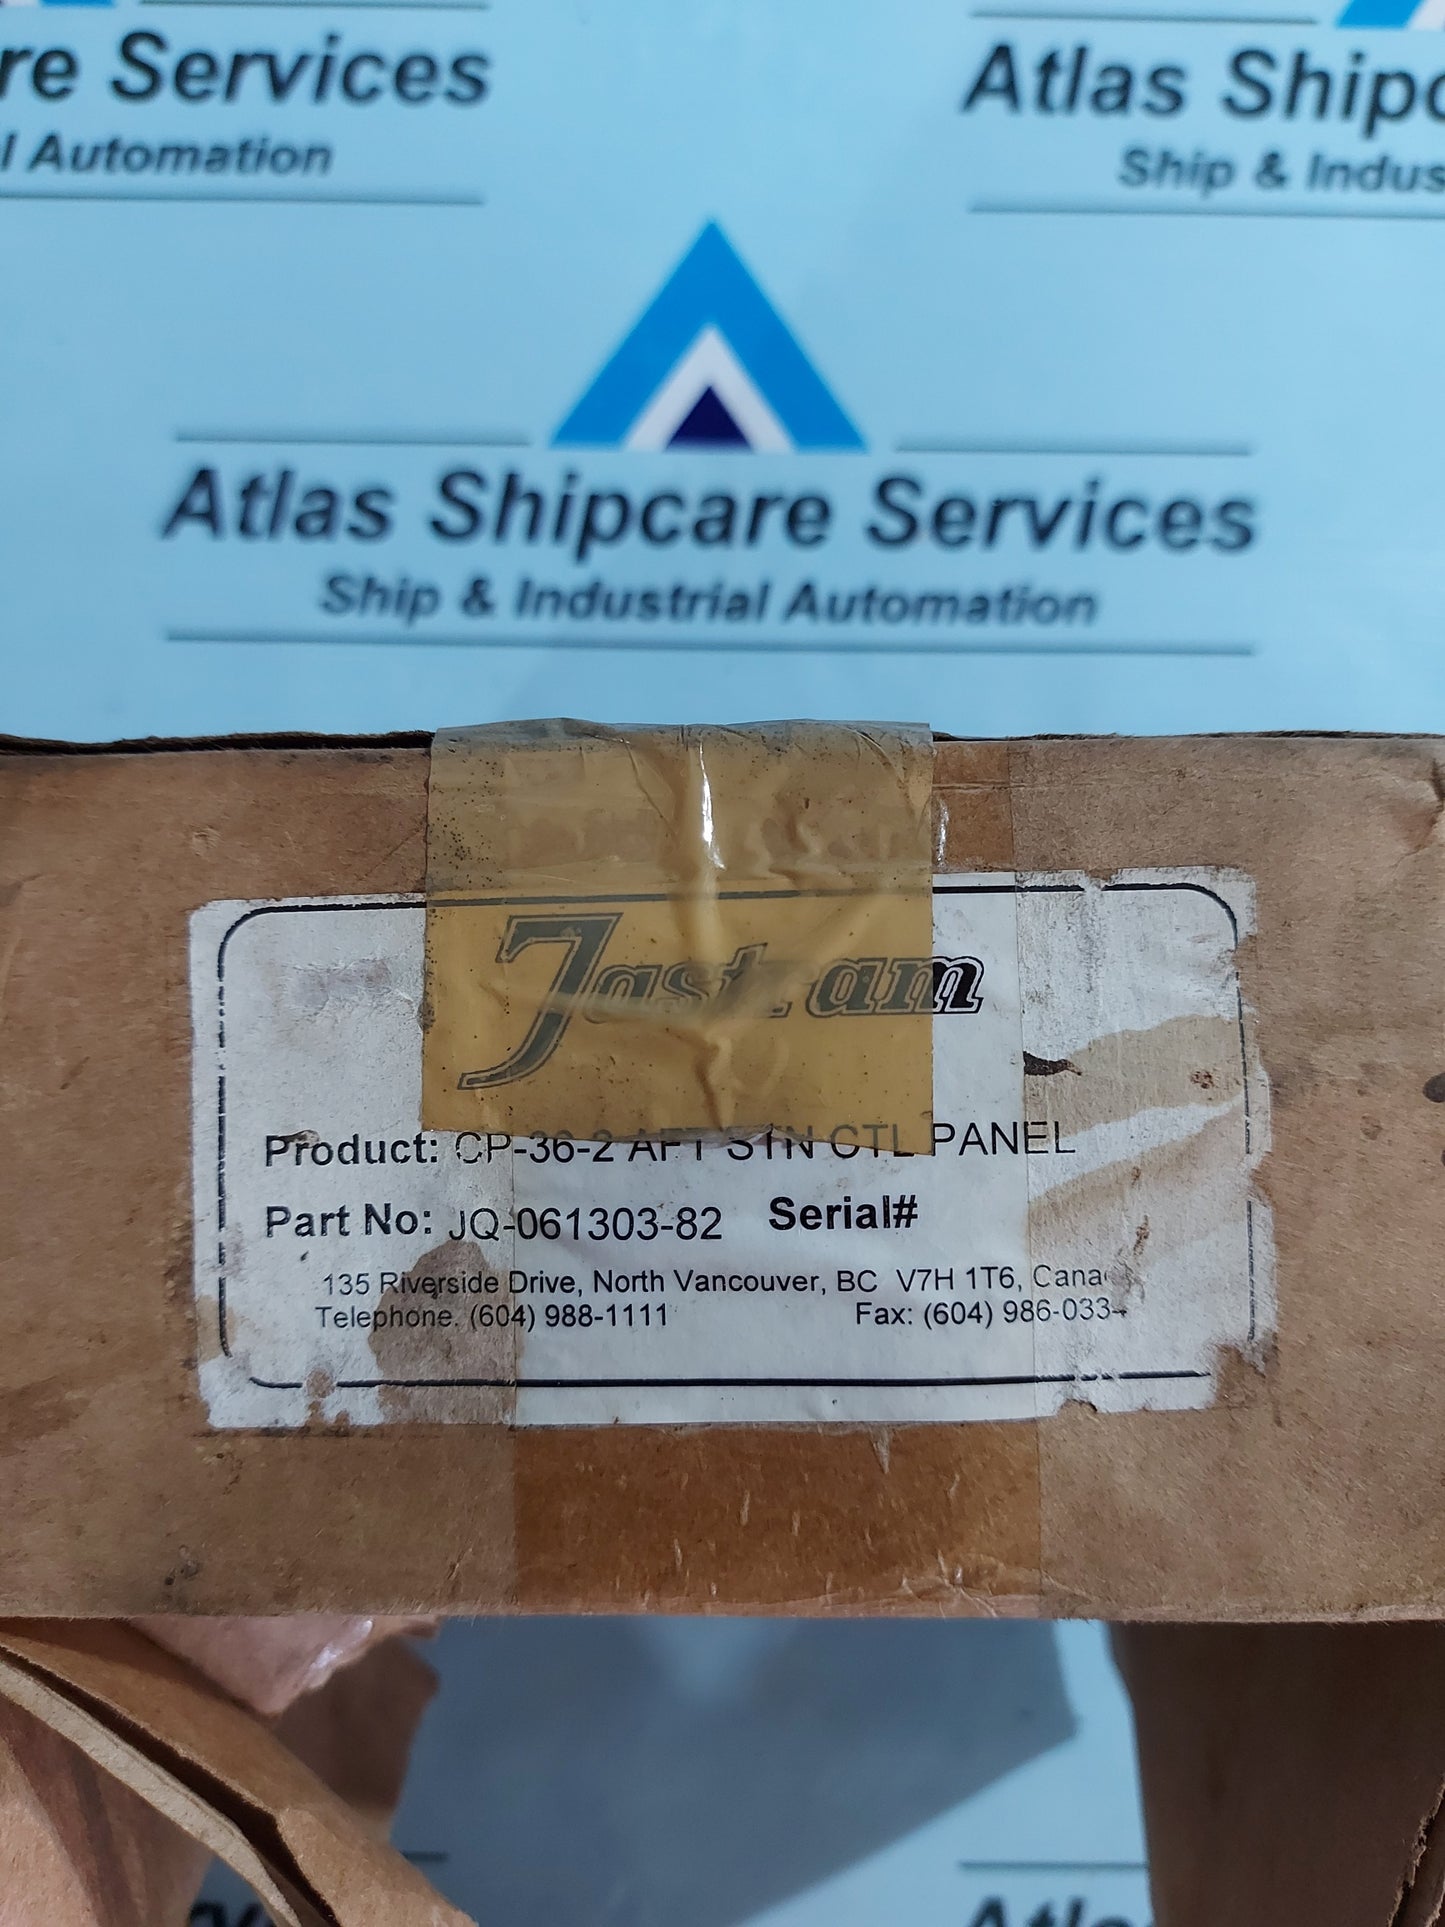 re Services
l Automation
Atlas Shipc
Ship & Indus
Atlas Shipcare Services
Ship & Industrial Automation
Jastram
Product: CP-36-2 AFT STN CTL PANEL
Part No: JQ-061303-82 Serial#
135 Riverside Drive, North Vancouver, BC V7H 1T6, Cana
Telephone. (604) 988-1111 Fax: (604) 986-0334
Atlas